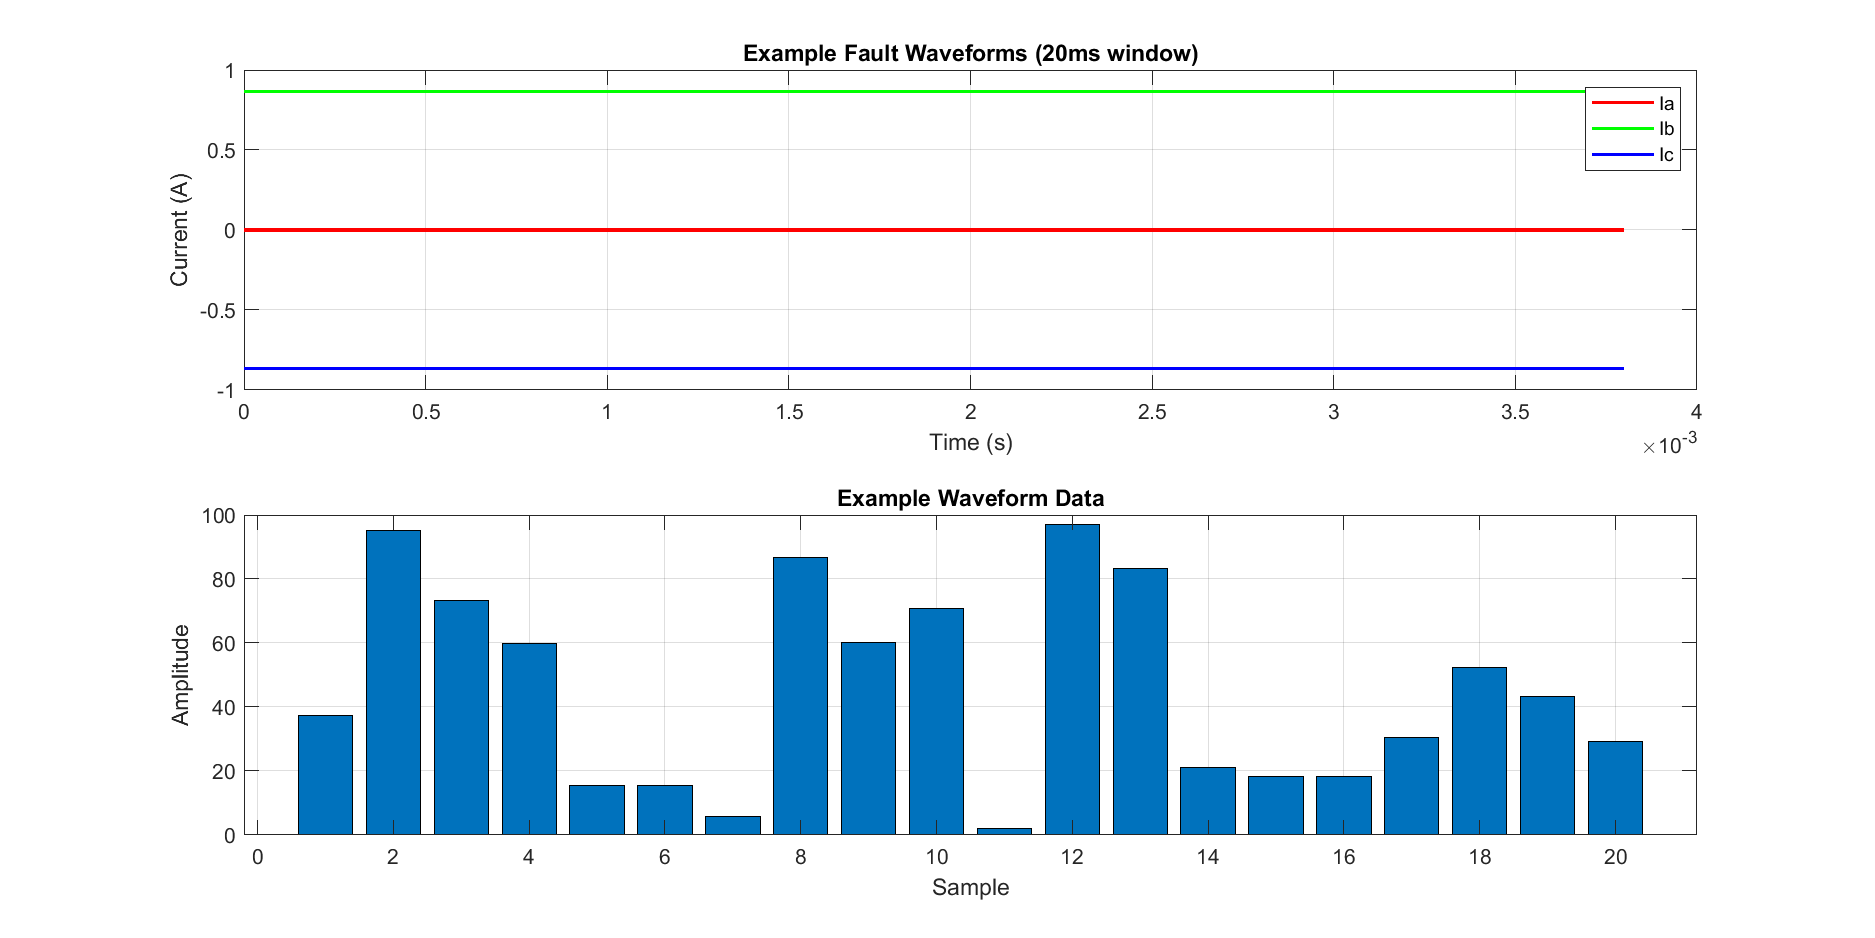 Example Fault Waveforms (20ms window)
Current (A)
1
0.5
0
-0.5
-1
Ia
Ib
Ic
0 0.5 1 1.5 2 2.5 3 3.5 4
Time (s)
×10-3
Example Waveform Data
Amplitude
100
80
60
40
20
0
0 2 4 6 8 10 12 14 16 18 20
Sample